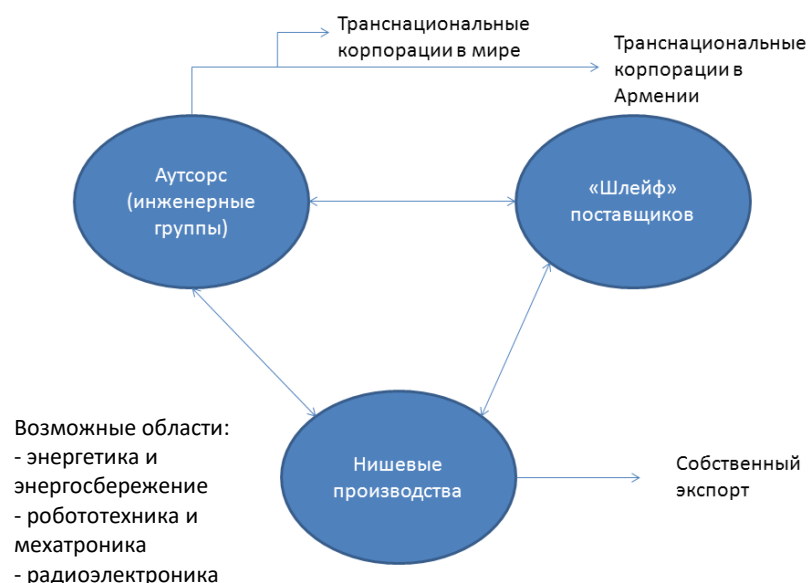 Транснациональные
корпорации в мире
Транснациональные
корпорации в
Армении
Аутсорс
(инженерные
группы)
«Шлейф»
поставщиков
Возможные области:
- энергетика и
энергосбережение
- робототехника и
мехатроника
- радиоэлектроника
Нишевые
производства
Собственный
экспорт